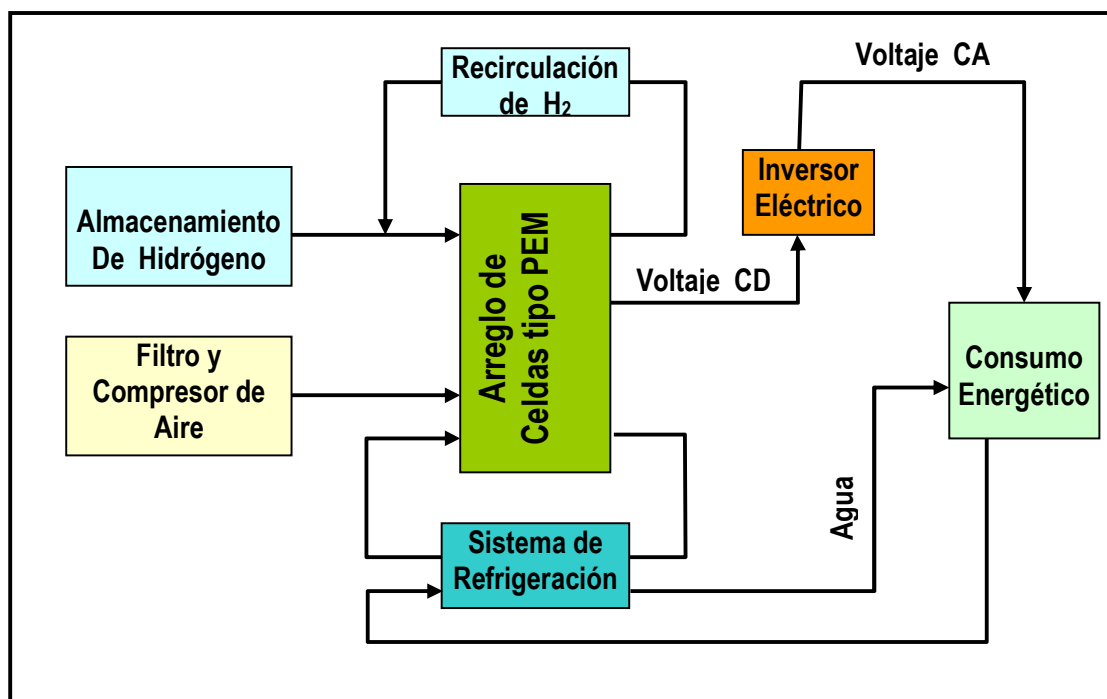 Recirculación
de H₂
Voltaje CA
Inversor
Eléctrico
Almacenamiento
De Hidrógeno
Arreglo de
Celdas tipo PEM
Voltaje CD
Filtro y
Compresor de
Aire
Consumo
Energético
Agua
Sistema de
Refrigeración